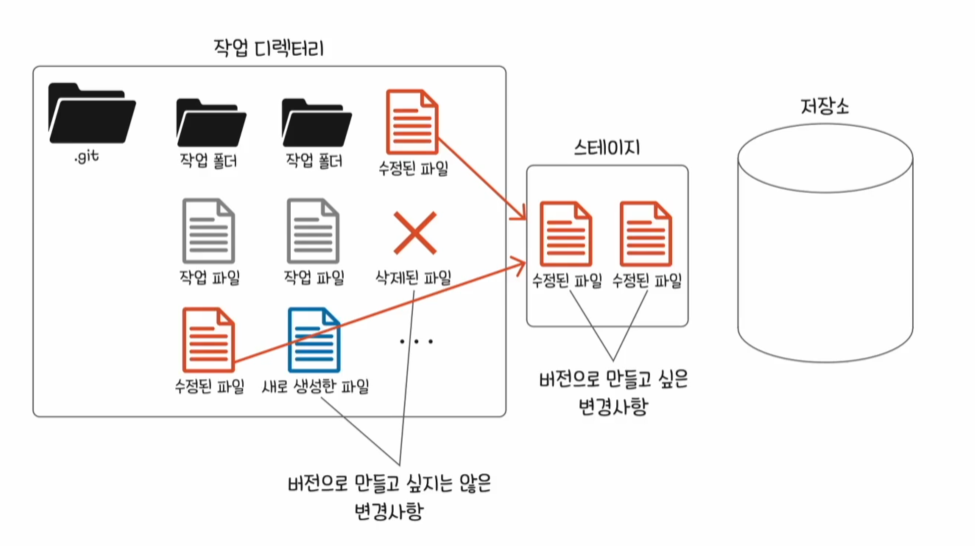 작업 디렉터리
저장소
스테이지
.git
작업 폴더
작업 폴더
수정된 파일
작업 파일
작업 파일
삭제된 파일
수정된 파일
수정된 파일
수정된 파일
새로 생성한 파일
...
버전으로 만들고 싶은
변경사항
버전으로 만들고 싶지는 않은
변경사항